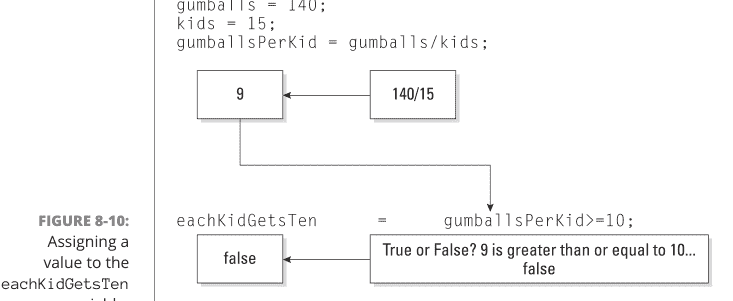 gumballs = 140;
kids = 15;
gumballsPerKid = gumballs/kids;
9
140/15
FIGURE 8-10:
Assigning a
value to the
eachKidGetsTen
eachKidGetsTen = gumballsPerKid>=10;
false
True or False? 9 is greater than or equal to 10...
false